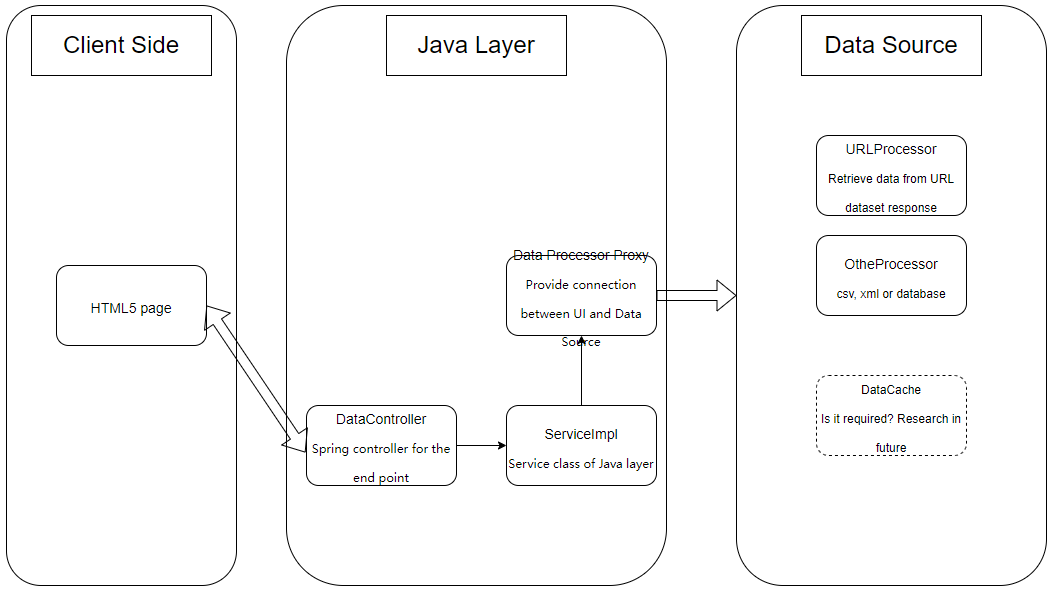 Client Side
Java Layer
Data Source
URLProcessor
Retrieve data from URL
dataset response
Data Processor Proxy
Provide connection
between UI and Data
Source
OtheProcessor
csv, xml or database
HTML5 page
DataController
Spring controller for the
end point
ServiceImpl
Service class of Java layer
DataCache
Is it required? Research in
future